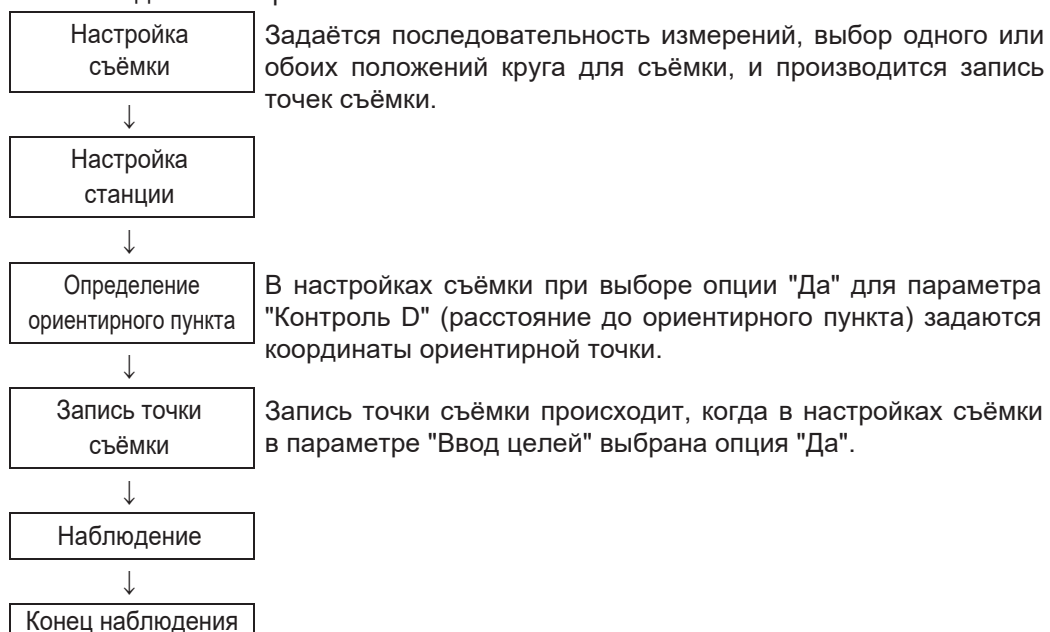 Настройка
съёмки
Задаётся последовательность измерений, выбор одного или
обоих положений круга для съёмки, и производится запись
точек съёмки.
↓
Настройка
станции
↓
Определение
ориентирного пункта
В настройках съёмки при выборе опции "Да" для параметра
"Контроль D" (расстояние до ориентирного пункта) задаются
координаты ориентирной точки.
↓
Запись точки
съёмки
Запись точки съёмки происходит, когда в настройках съёмки
в параметре "Ввод целей" выбрана опция "Да".
↓
Наблюдение
↓
Конец наблюдения